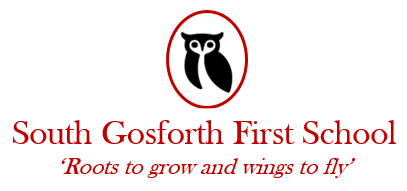 South Gosforth First School
‘Roots to grow and wings to fly’